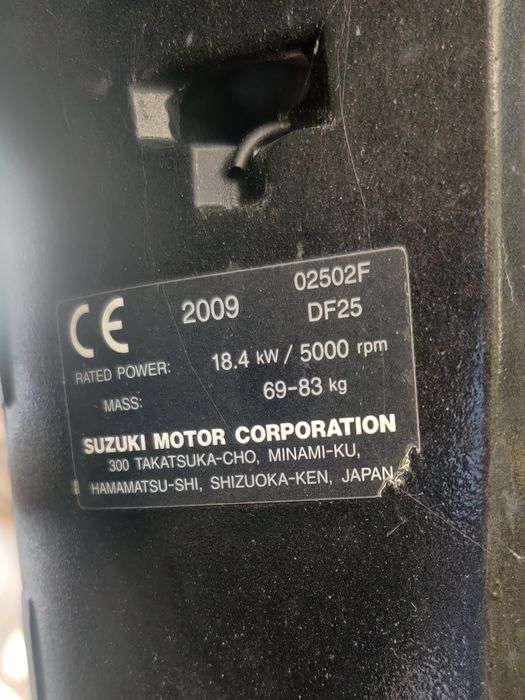 CE 2009 02502F
DF25
RATED POWER: 18.4 kW / 5000 rpm
MASS: 69-83 kg
SUZUKI MOTOR CORPORATION
300 TAKATSUKA-CHO, MINAMI-KU,
HAMAMATSU-SHI, SHIZUOKA-KEN, JAPAN